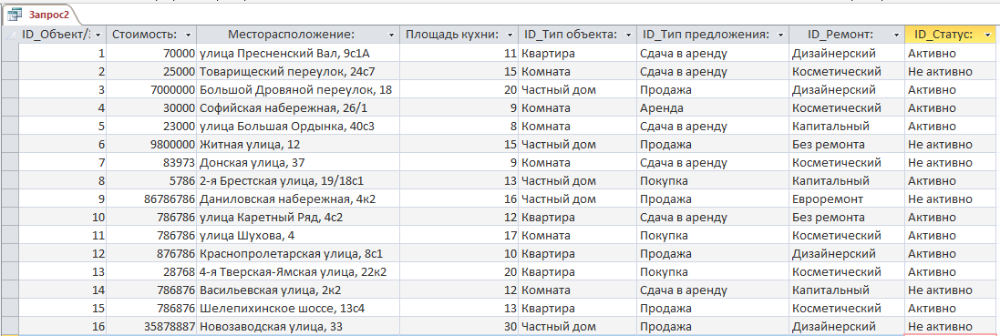 Запрос2
ID_Объект/З Стоимость: Месторасположение: Площадь кухни: ID_Тип объекта: ID_Тип предложения: ID_Ремонт: ID_Статус:
1 70000 улица Пресненский Вал, 9с1А 11 Квартира Сдача в аренду Дизайнерский Активно
2 25000 Товарищеский переулок, 24с7 15 Комната Сдача в аренду Косметический Не активно
3 7000000 Большой Дровяной переулок, 18 20 Частный дом Продажа Дизайнерский Активно
4 30000 Софийская набережная, 26/1 9 Комната Аренда Косметический Активно
5 23000 улица Большая Ордынка, 40с3 8 Комната Сдача в аренду Капитальный Активно
6 9800000 Житная улица, 12 15 Частный дом Продажа Без ремонта Не активно
7 83973 Донская улица, 37 9 Комната Сдача в аренду Косметический Не активно
8 5786 2-я Брестская улица, 19/18с1 13 Частный дом Покупка Капитальный Активно
9 86786786 Даниловская набережная, 4к2 16 Частный дом Продажа Евроремонт Не активно
10 786786 улица Каретный Ряд, 4с2 12 Квартира Сдача в аренду Без ремонта Активно
11 786786 улица Шухова, 4 17 Комната Покупка Косметический Активно
12 876786 Краснопролетарская улица, 8с1 10 Квартира Продажа Дизайнерский Активно
13 28768 4-я Тверская-Ямская улица, 22к2 20 Квартира Покупка Косметический Активно
14 786876 Васильевская улица, 2к2 12 Комната Сдача в аренду Капитальный Не активно
15 786876 Шелепихинское шоссе, 13с4 13 Квартира Продажа Косметический Активно
16 35878887 Новозаводская улица, 33 30 Частный дом Продажа Дизайнерский Не активно